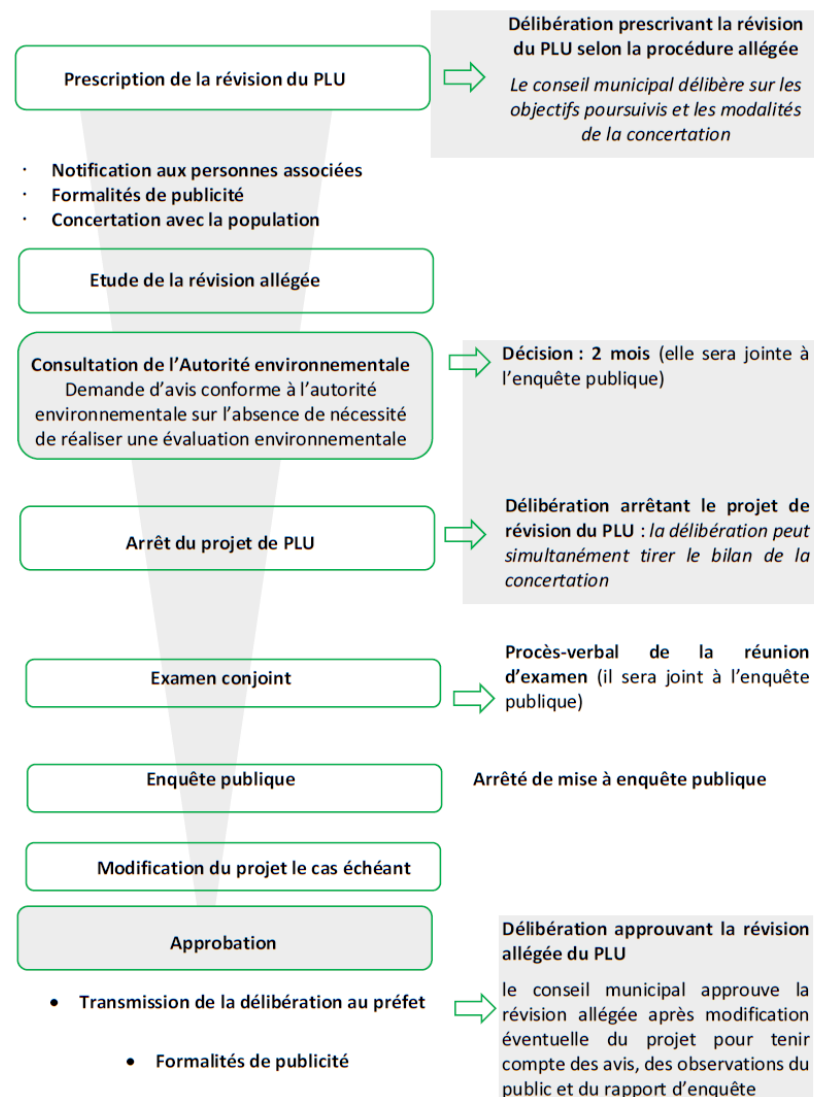 Prescription de la révision du PLU
Délibération prescrivant la révision
du PLU selon la procédure allégée
Le conseil municipal délibère sur les
objectifs poursuivis et les modalités
de la concertation
· Notification aux personnes associées
· Formalités de publicité
· Concertation avec la population
Etude de la révision allégée
Consultation de l’Autorité environnementale
Demande d’avis conforme à l’autorité
environnementale sur l’absence de nécessité
de réaliser une évaluation environnementale
Décision : 2 mois (elle sera jointe à
l’enquête publique)
Arrêt du projet de PLU
Délibération arrêtant le projet de
révision du PLU : la délibération peut
simultanément tirer le bilan de la
concertation
Examen conjoint
Procès-verbal de la réunion
d’examen (il sera joint à l’enquête
publique)
Enquête publique
Arrêté de mise à enquête publique
Modification du projet le cas échéant
Approbation
• Transmission de la délibération au préfet
• Formalités de publicité
Délibération approuvant la révision
allégée du PLU
le conseil municipal approuve la
révision allégée après modification
éventuelle du projet pour tenir
compte des avis, des observations du
public et du rapport d’enquête